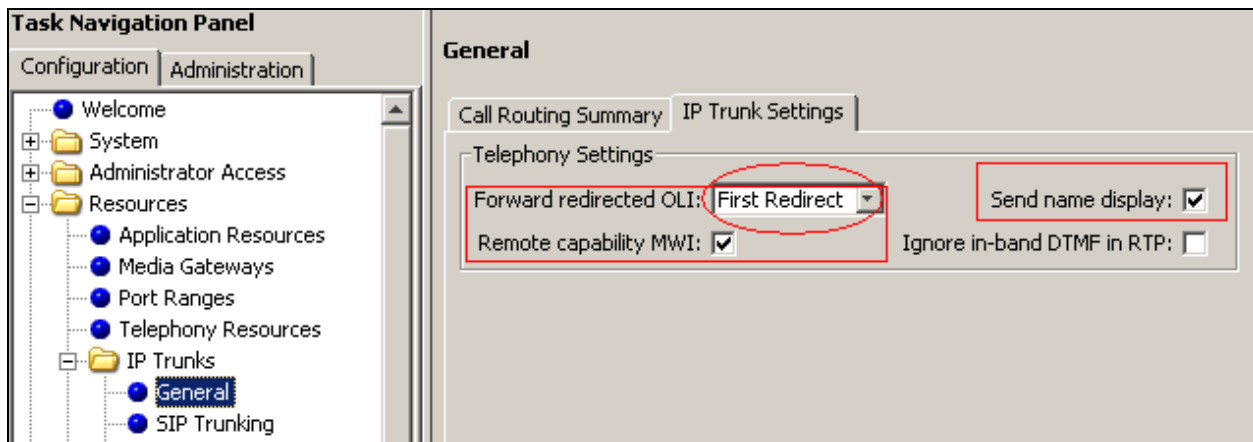 Task Navigation Panel
Configuration
Administration
Welcome
System
Administrator Access
Resources
Application Resources
Media Gateways
Port Ranges
Telephony Resources
IP Trunks
General
SIP Trunking
General
Call Routing Summary
IP Trunk Settings
Telephony Settings
Forward redirected OLI: First Redirect
Send name display:
Remote capability MWI:
Ignore in-band DTMF in RTP: